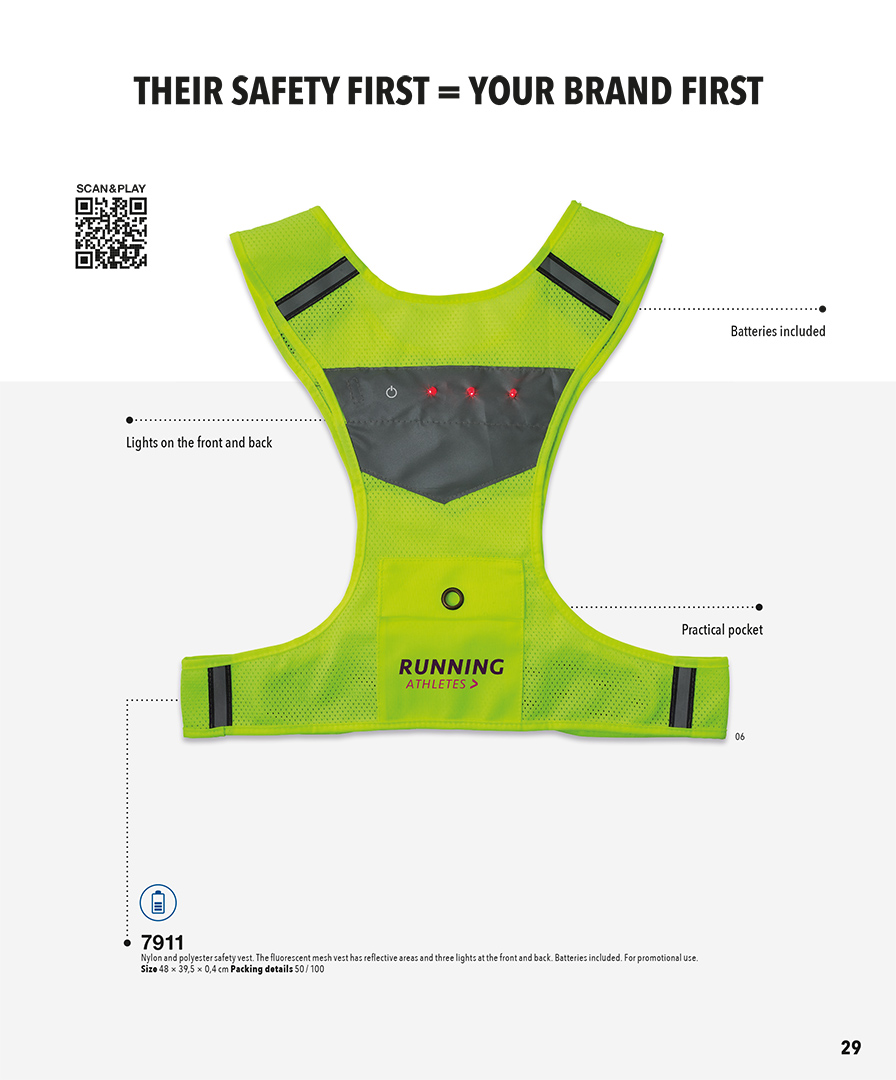 THEIR SAFETY FIRST = YOUR BRAND FIRST
SCAN&PLAY
Batteries included
Lights on the front and back
Practical pocket
RUNNING
ATHLETES >
06
7911
Nylon and polyester safety vest. The fluorescent mesh vest has reflective areas and three lights at the front and back. Batteries included. For promotional use.
Size 48 × 39,5 × 0,4 cm Packing details 50 / 100
29